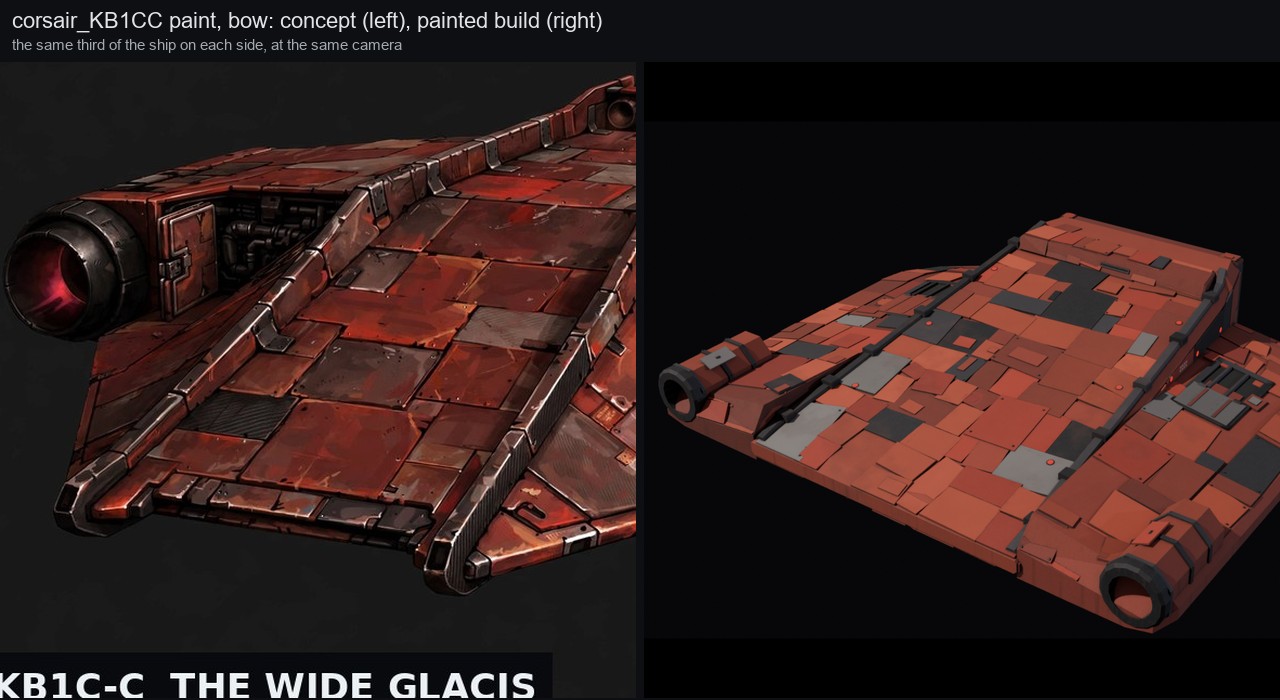 corsair_KB1CC paint, bow: concept (left), painted build (right)
the same third of the ship on each side, at the same camera
KB1C-C THE WIDE GLACIS